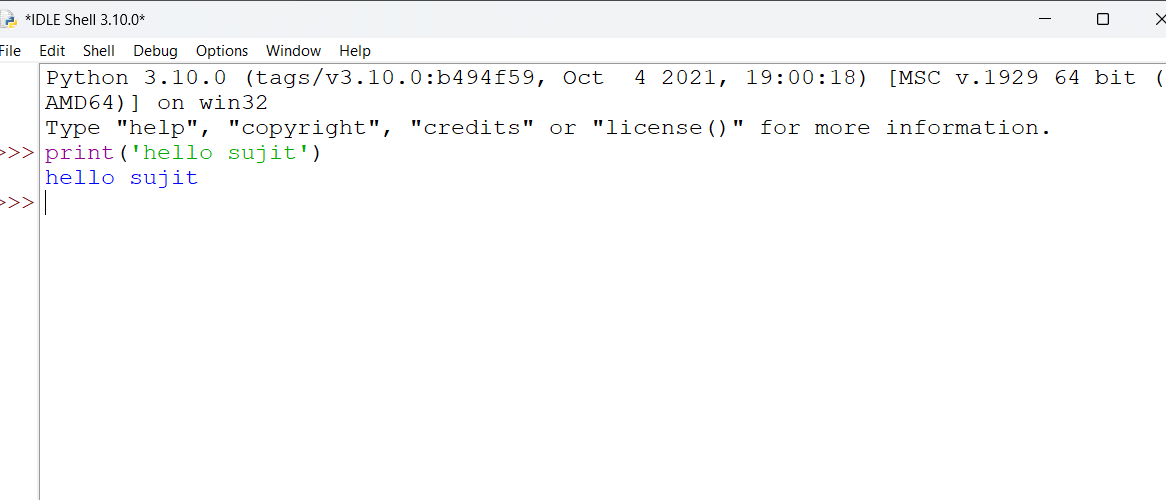 *IDLE Shell 3.10.0*
File Edit Shell Debug Options Window Help
Python 3.10.0 (tags/v3.10.0:b494f59, Oct  4 2021, 19:00:18) [MSC v.1929 64 bit (
AMD64)] on win32
Type "help", "copyright", "credits" or "license()" for more information.
>>> print('hello sujit')
hello sujit
>>>